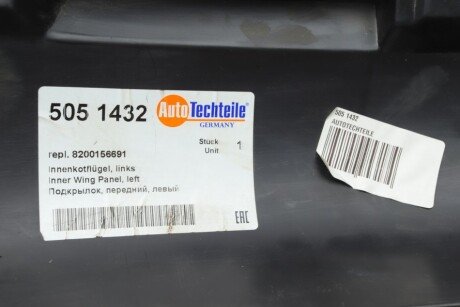 505 1432
AutoTechteile
GERMANY
repl. 8200156691
Stück
Unit
1
Innenkotflügel, links
Inner Wing Panel, left
Подкрылок, передний, левый
EAC
505 1432
AUTOTECHTEILE